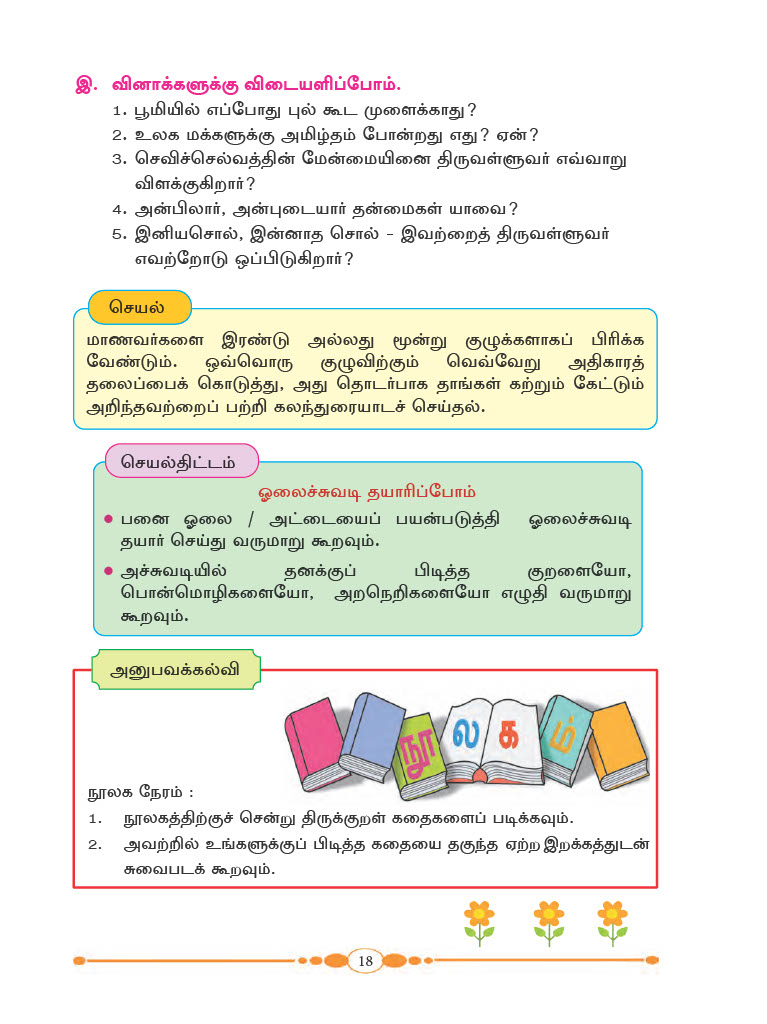 இ. வினாக்களுக்கு விடையளிப்போம்.
1. பூமியில் எப்போது புல் கூட முளைக்காது?
2. உலக மக்களுக்கு அமிழ்தம் போன்றது எது? ஏன்?
3. செவிச்செல்வத்தின் மேன்மையினை திருவள்ளுவர் எவ்வாறு
விளக்குகிறார்?
4. அன்பிலார், அன்புடையார் தன்மைகள் யாவை?
5. இனியசொல், இன்னாத சொல் - இவற்றைத் திருவள்ளுவர்
எவற்றோடு ஒப்பிடுகிறார்?
செயல்
மாணவர்களை இரண்டு அல்லது மூன்று குழுக்களாகப் பிரிக்க
வேண்டும். ஒவ்வொரு குழுவிற்கும் வெவ்வேறு அதிகாரத்
தலைப்பைக் கொடுத்து, அது தொடர்பாக தாங்கள் கற்றும் கேட்டும்
அறிந்தவற்றைப் பற்றி கலந்துரையாடச் செய்தல்.
செயல்திட்டம்
ஓலைச்சுவடி தயாரிப்போம்
● பனை ஓலை / அட்டையைப் பயன்படுத்தி ஓலைச்சுவடி
தயார் செய்து வருமாறு கூறவும்.
● அச்சுவடியில் தனக்குப் பிடித்த குறளையோ,
பொன்மொழிகளையோ, அறநெறிகளையோ எழுதி வருமாறு
கூறவும்.
அனுபவக்கல்வி
நூலகம்
நூலக நேரம் :
1. நூலகத்திற்குச் சென்று திருக்குறள் கதைகளைப் படிக்கவும்.
2. அவற்றில் உங்களுக்குப் பிடித்த கதையை தகுந்த ஏற்ற இறக்கத்துடன்
சுவைபடக் கூறவும்.
18